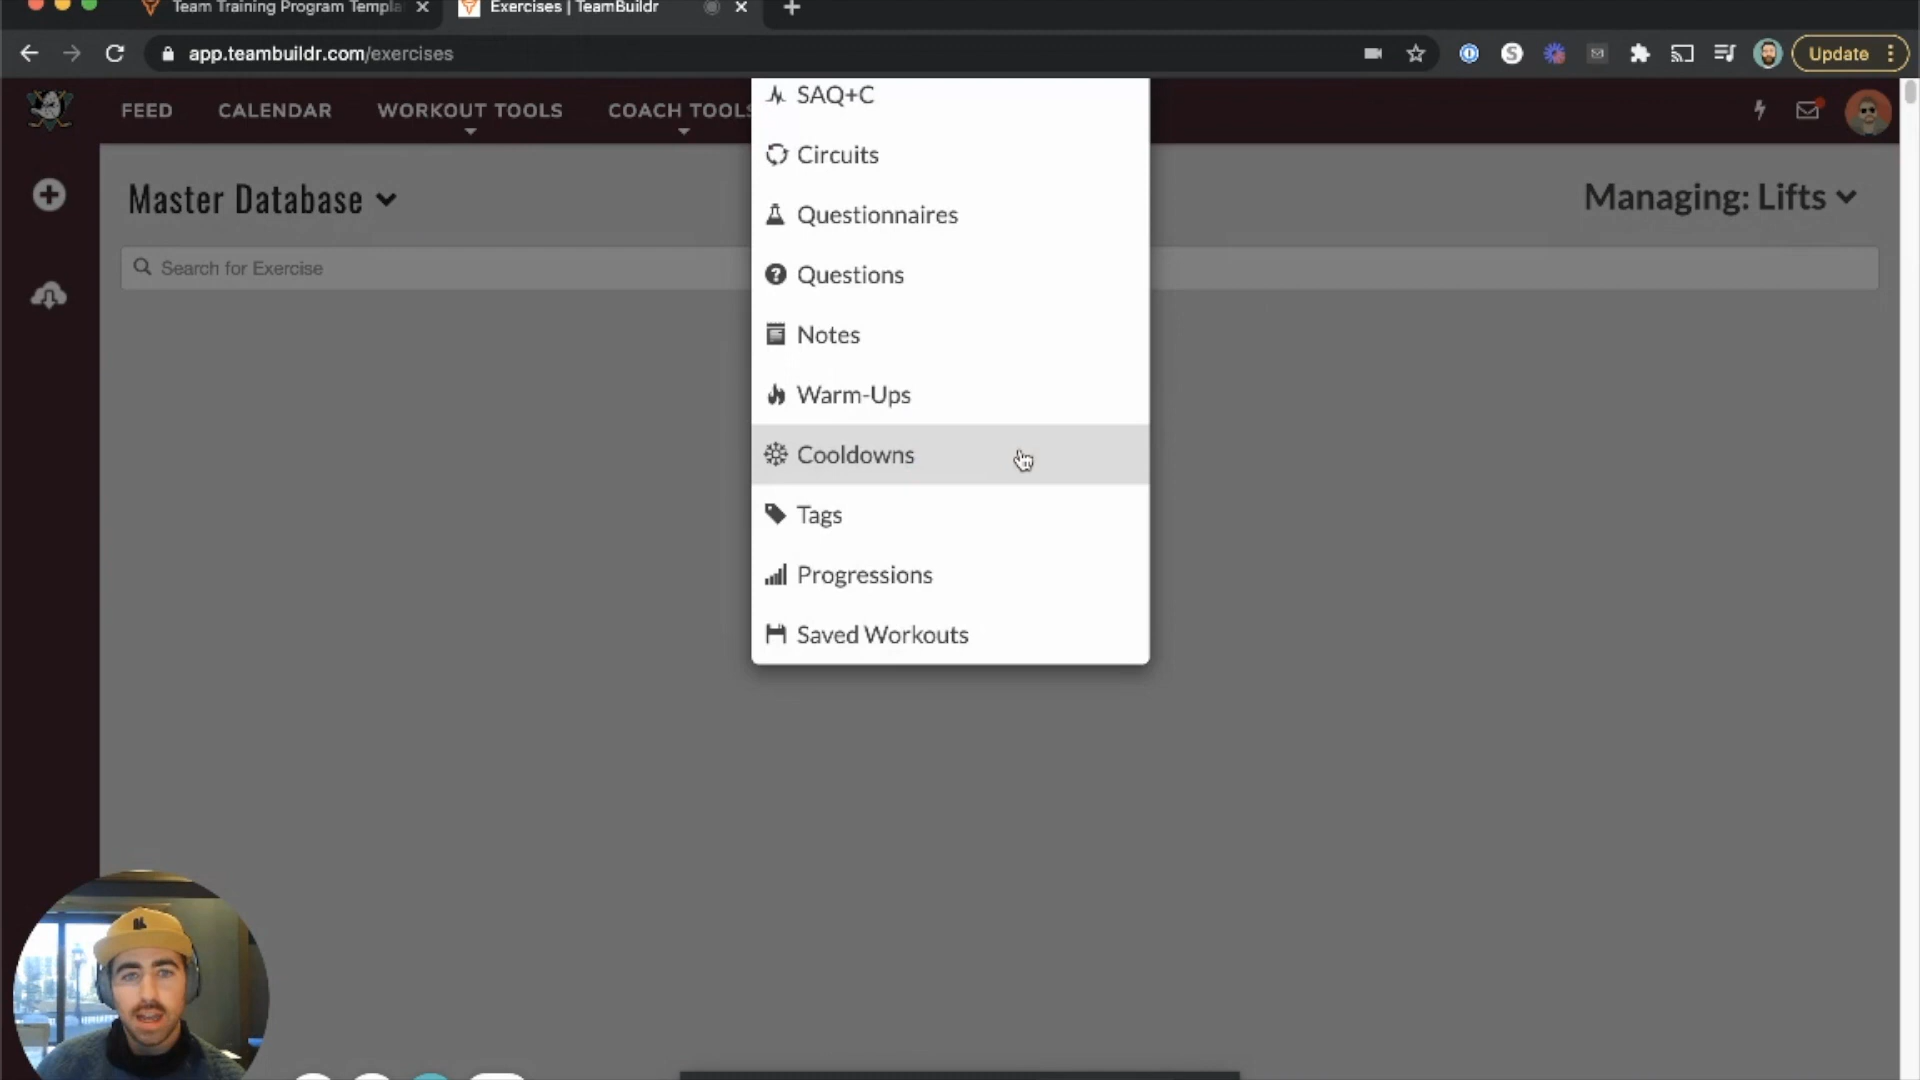 Team Training Program Templa
Exercises | TeamBuildr
app.teambuildr.com/exercises
Update
FEED
CALENDAR
WORKOUT TOOLS
COACH TOOLS
Master Database
Managing: Lifts
Search for Exercise
SAQ+C
Circuits
Questionnaires
Questions
Notes
Warm-Ups
Cooldowns
Tags
Progressions
Saved Workouts